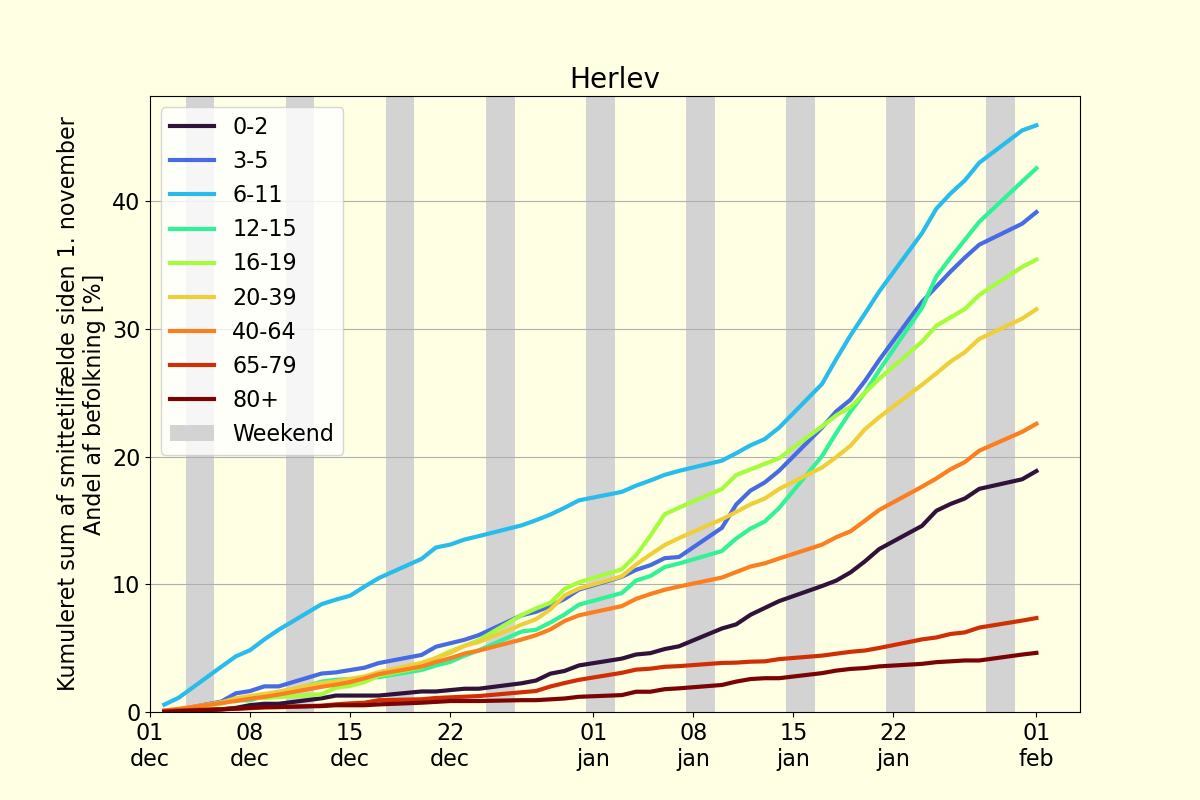 Herlev
Kumuleret sum af smittetilfælde siden 1. november
Andel af befolkning [%]
40
30
20
10
0
0-2
3-5
6-11
12-15
16-19
20-39
40-64
65-79
80+
Weekend
01 08 15 22 01 08 15 22 01
dec dec dec dec jan jan jan jan feb